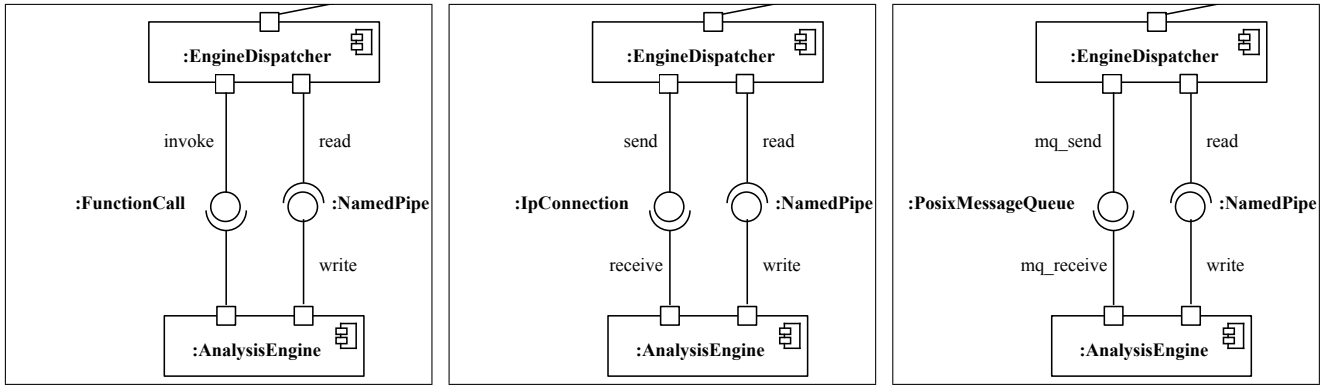 :EngineDispatcher
invoke
read
:FunctionCall
:NamedPipe
write
:AnalysisEngine
:EngineDispatcher
send
read
:IpConnection
:NamedPipe
receive
write
:AnalysisEngine
:EngineDispatcher
mq_send
read
:PosixMessageQueue
:NamedPipe
mq_receive
write
:AnalysisEngine